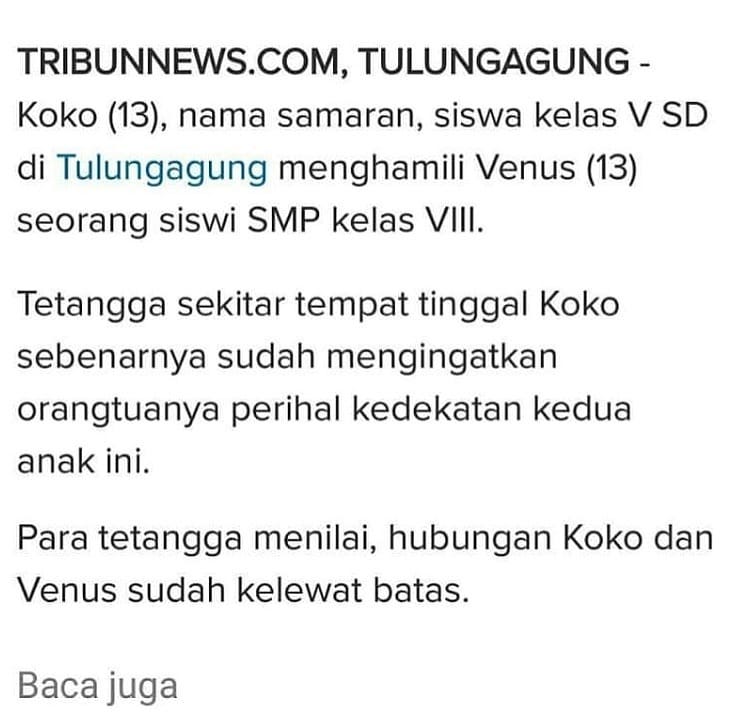 TRIBUNNEWS.COM, TULUNGAGUNG -
Koko (13), nama samaran, siswa kelas V SD
di Tulungagung menghamili Venus (13)
seorang siswi SMP kelas VIII.
Tetangga sekitar tempat tinggal Koko
sebenarnya sudah mengingatkan
orangtuanya perihal kedekatan kedua
anak ini.
Para tetangga menilai, hubungan Koko dan
Venus sudah kelewat batas.
Baca juga